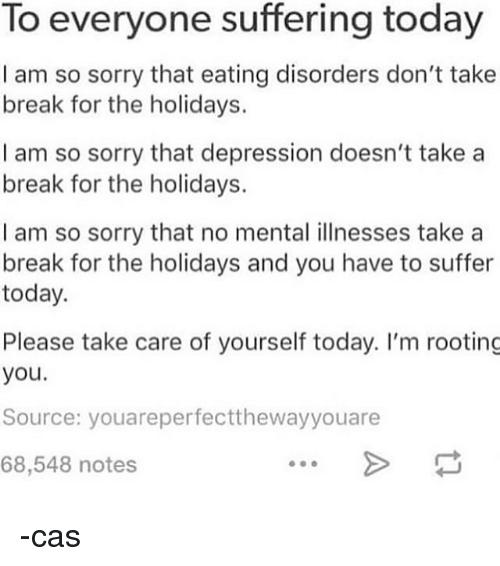 To everyone suffering today
I am so sorry that eating disorders don't take
break for the holidays.
I am so sorry that depression doesn't take a
break for the holidays.
I am so sorry that no mental illnesses take a
break for the holidays and you have to suffer
today.
Please take care of yourself today. I'm rooting
you.
Source: youareperfectthewayyouare
68,548 notes
-cas